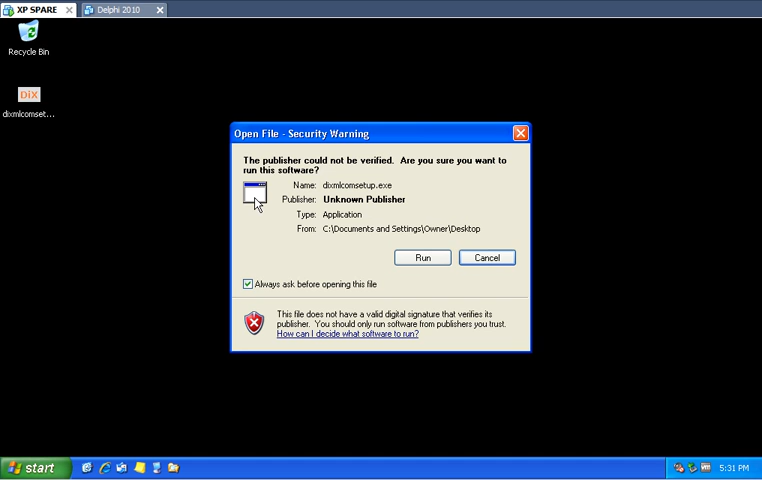 XP SPARE
Delphi 2010
Recycle Bin
DiX
dixmlcomset...
Open File - Security Warning
The publisher could not be verified. Are you sure you want to
run this software?
Name: dixmlcomsetup.exe
Publisher: Unknown Publisher
Type: Application
From: C:\Documents and Settings\Owner\Desktop
Run
Cancel
Always ask before opening this file
This file does not have a valid digital signature that verifies its
publisher. You should only run software from publishers you trust.
How can I decide what software to run?
start
5:31 PM